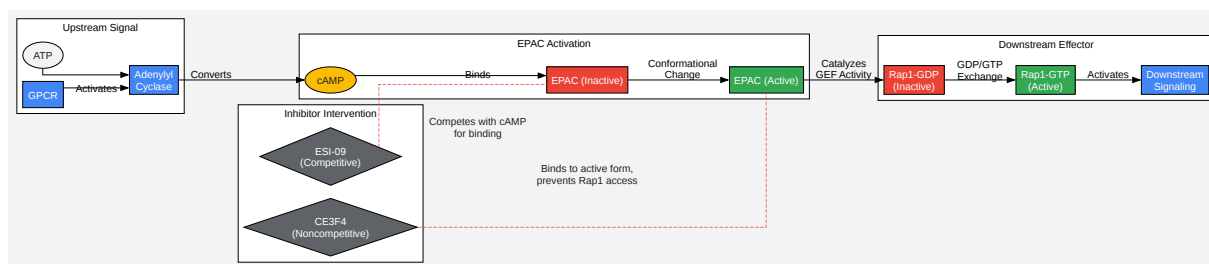 Upstream Signal
ATP
GPCR
Activates
Adenylyl
Cyclase
Converts
EPAC Activation
cAMP
Binds
EPAC (Inactive)
Conformational
Change
EPAC (Active)
Catalyzes
GEF Activity
Downstream Effector
Rap1-GDP
(Inactive)
GDP/GTP
Exchange
Rap1-GTP
(Active)
Activates
Downstream
Signaling
Inhibitor Intervention
ESI-09
(Competitive)
Competes with cAMP
for binding
CE3F4
(Noncompetitive)
Binds to active form,
prevents Rap1 access